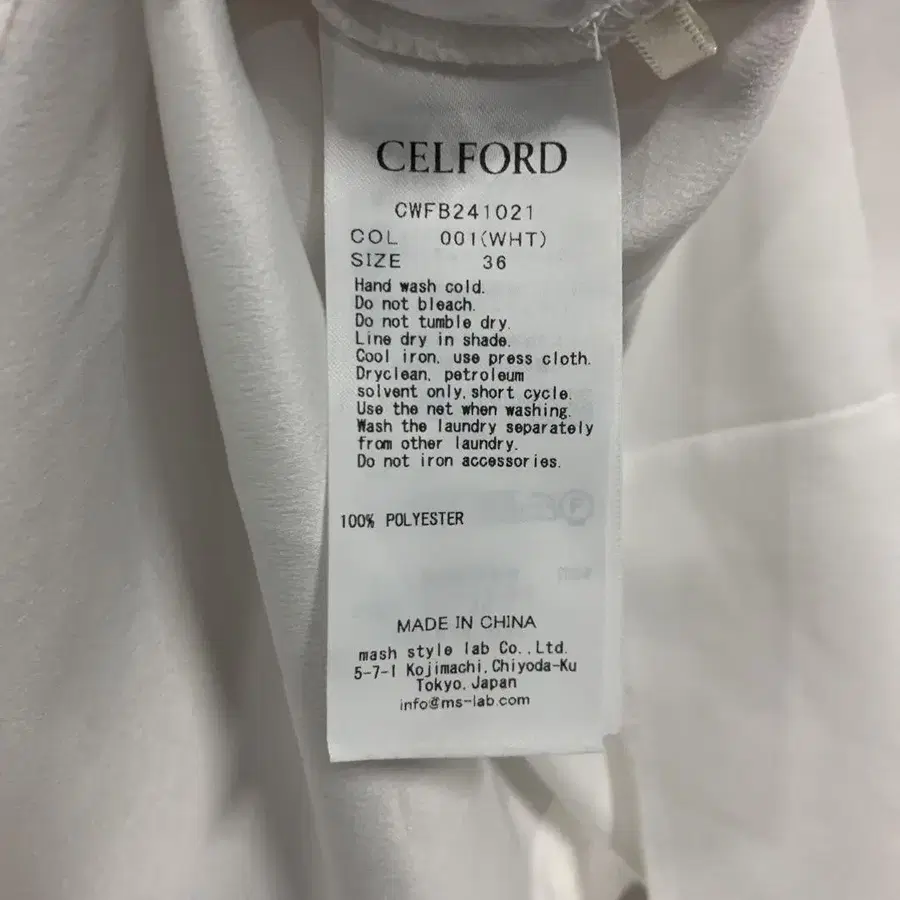 CELFORD
CWFB241021
COL 001(WHT)
SIZE 36
Hand wash cold.
Do not bleach.
Do not tumble dry.
Line dry in shade.
Cool iron, use press cloth.
Dryclean, petroleum
solvent only, short cycle.
Use the net when washing.
Wash the laundry separately
from other laundry.
Do not iron accessories.
100% POLYESTER
MADE IN CHINA
mash style lab Co.,Ltd.
5-7-1 Kojimachi, Chiyoda-Ku
Tokyo, Japan
info@ms-lab.com